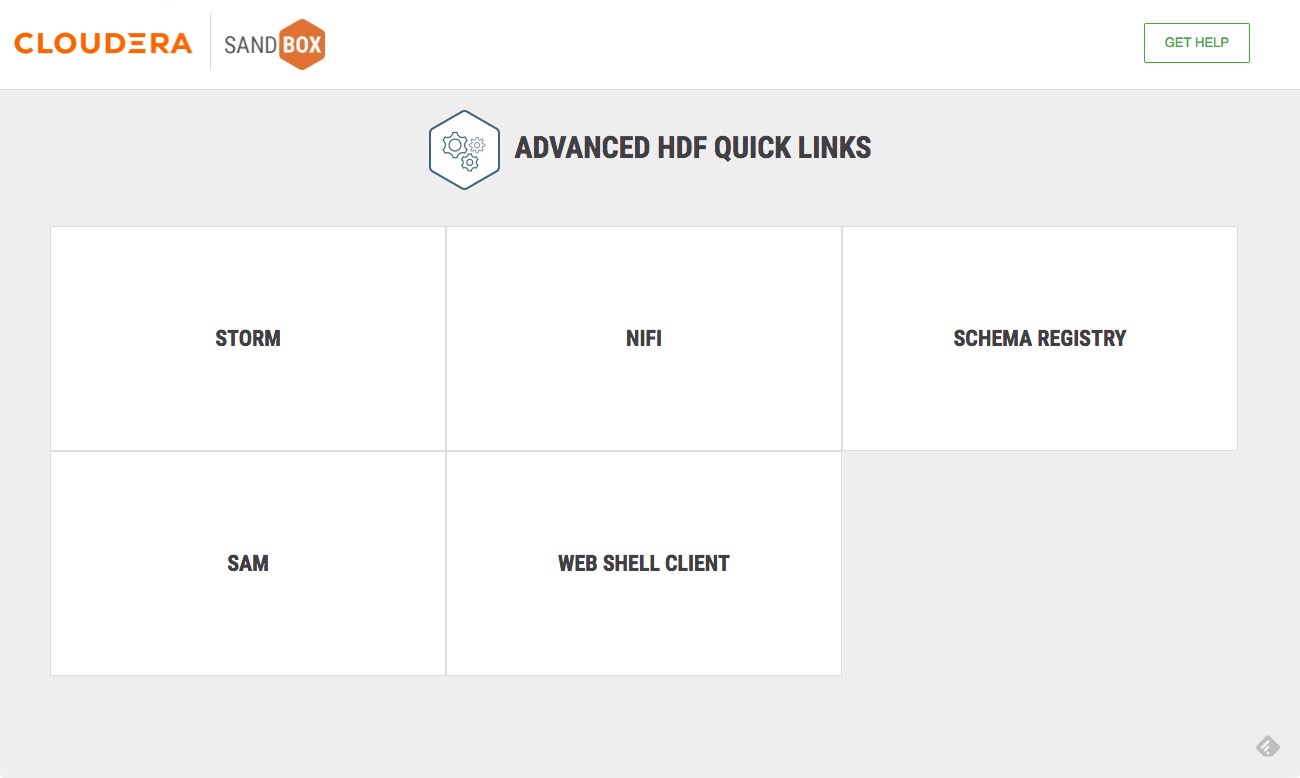 CLOUDERA
SANDBOX
GET HELP
ADVANCED HDF QUICK LINKS
STORM
NIFI
SCHEMA REGISTRY
SAM
WEB SHELL CLIENT